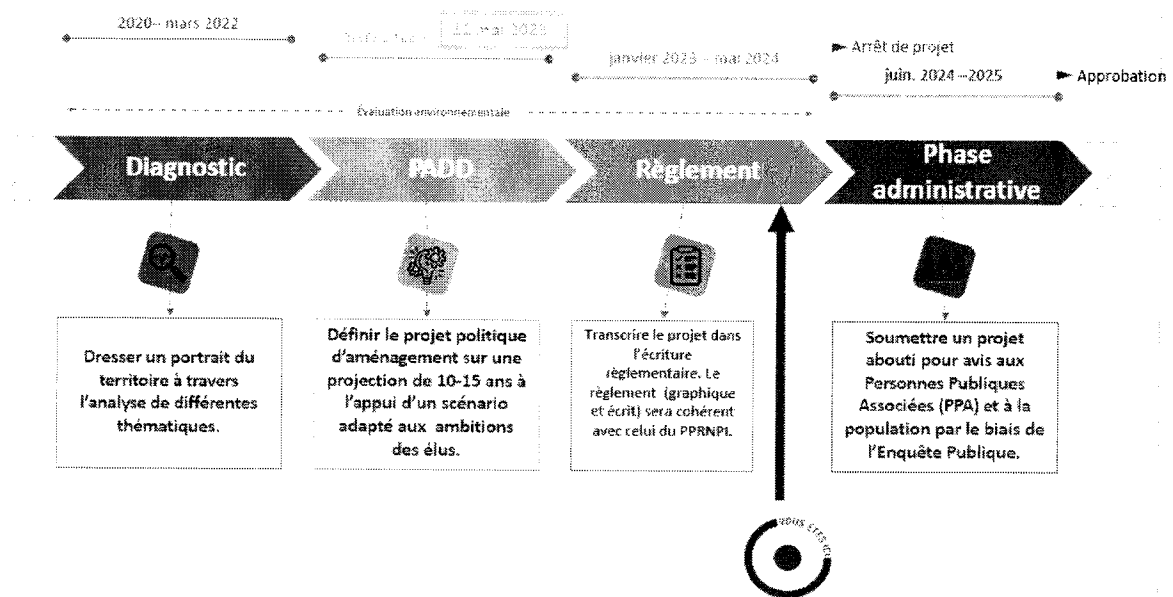 2020– mars 2022
janvier 2023 – mai 2024
► Arrêt de projet
juin. 2024 –2025
► Approbation
Évaluation environnementale
Diagnostic
PADD
Règlement
Phase
administrative
Dresser un portrait du
territoire à travers
l'analyse de différentes
thématiques.
Définir le projet politique
d'aménagement sur une
projection de 10-15 ans à
l'appui d'un scénario
adapté aux ambitions
des élus.
Transcrire le projet dans
l'écriture
règlementaire. Le
règlement (graphique
et écrit) sera cohérent
avec celui du PPRNPI.
Soumettre un projet
abouti pour avis aux
Personnes Publiques
Associées (PPA) et à la
population par le biais de
l'Enquête Publique.
VOUS ETES ICI